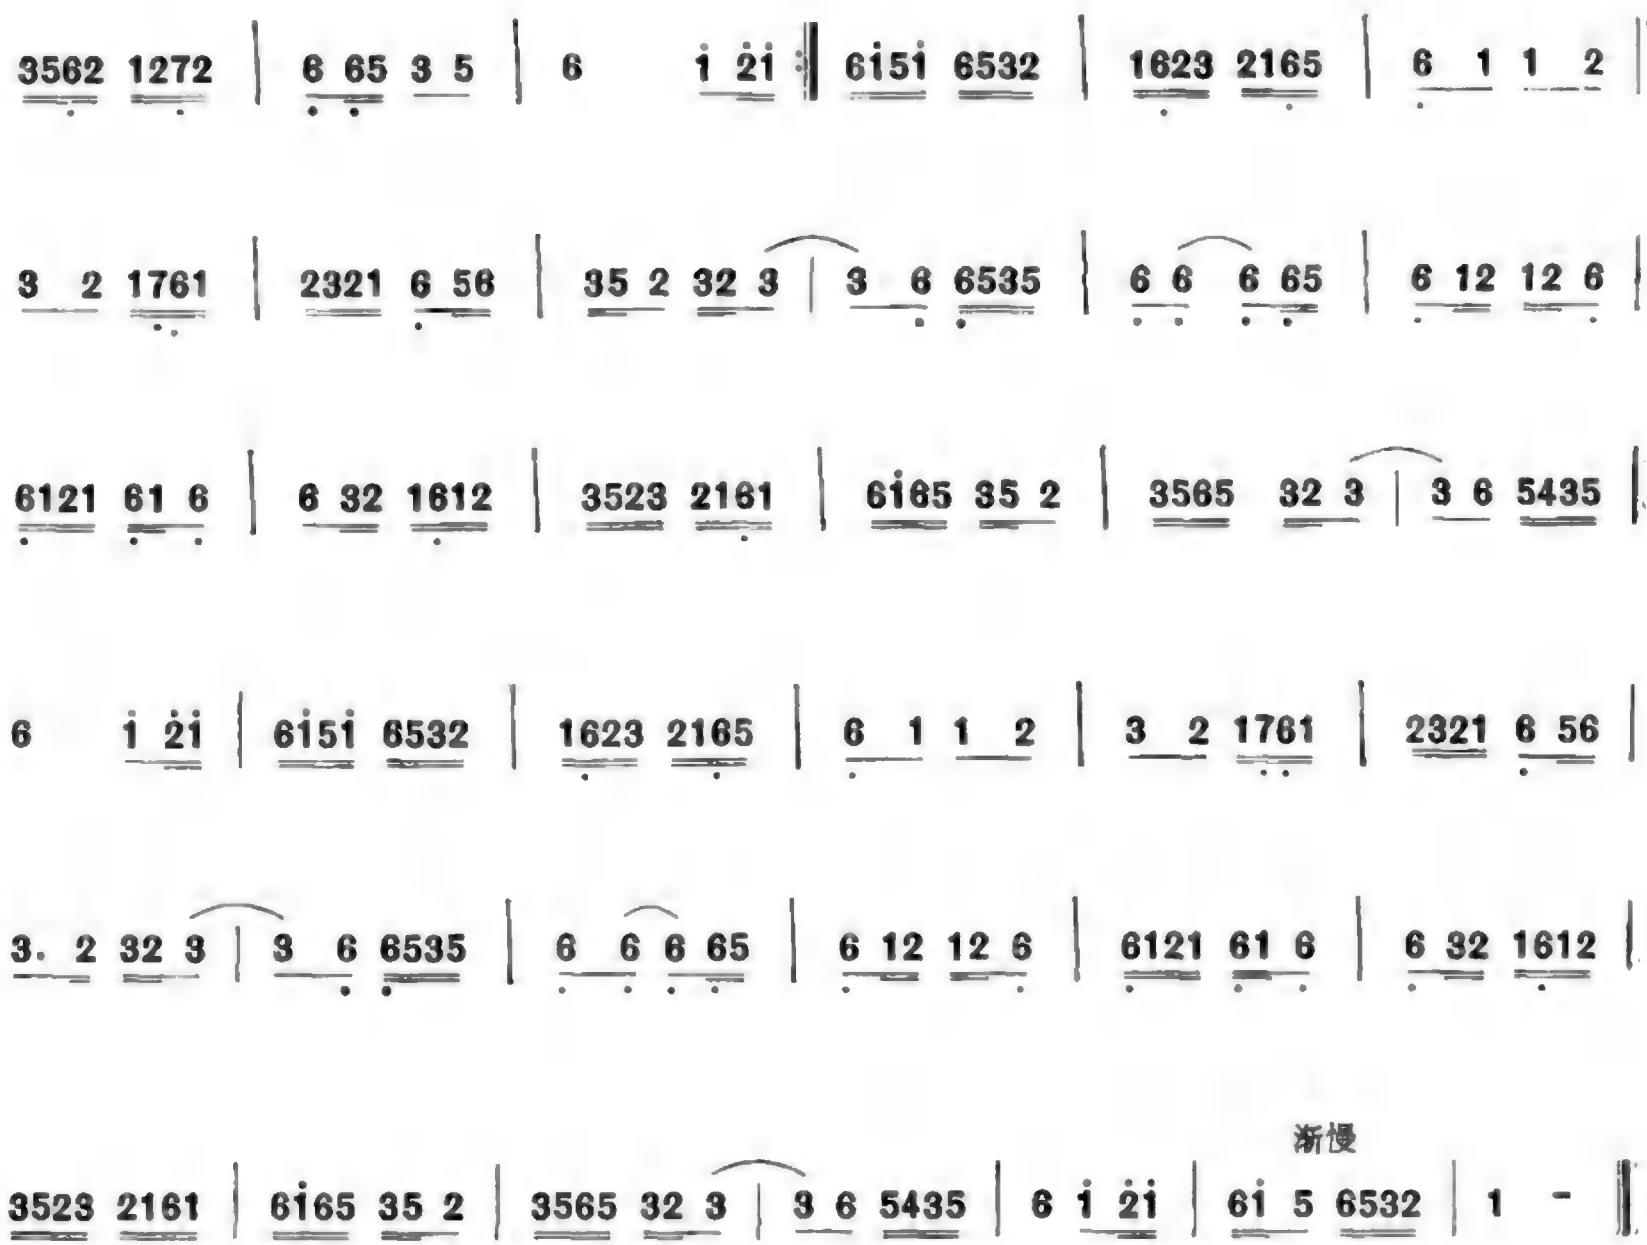 3562 1272 | 6 65 3 5 | 6 i 2i :‖ 6i5i 6532 | 1623 2165 | 6 1 1 2 |
3 2 1761 | 2321 6 56 | 35 2 32 3 | 3 6 6535 | 6 6 6 65 | 6 12 12 6 |
6121 61 6 | 6 32 1612 | 3523 2161 | 6i65 35 2 | 3565 32 3 | 3 6 5435 |
6 i 2i | 6i5i 6532 | 1623 2165 | 6 1 1 2 | 3 2 1761 | 2321 6 56 |
3. 2 32 3 | 3 6 6535 | 6 6 6 65 | 6 12 12 6 | 6121 61 6 | 6 32 1612 |
渐慢
3523 2161 | 6i65 35 2 | 3565 32 3 | 3 6 5435 | 6 i 2i | 6i 5 6532 | 1 - ‖